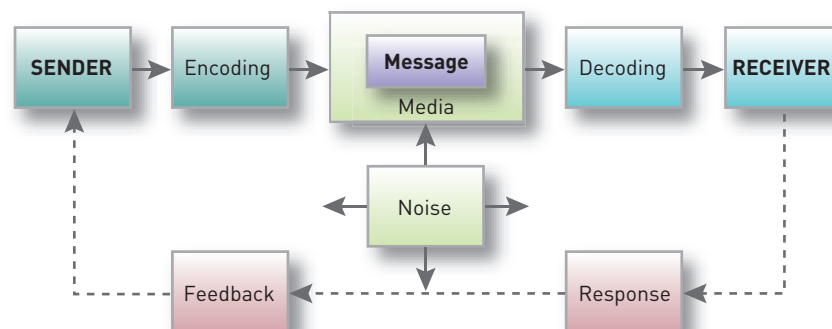 SENDER
Encoding
Message
Media
Decoding
RECEIVER
Noise
Feedback
Response